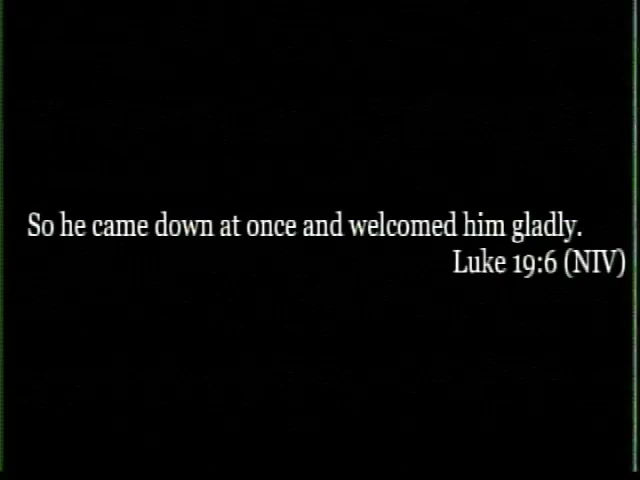 So he came down at once and welcomed him gladly.
Luke 19:6 (NIV)